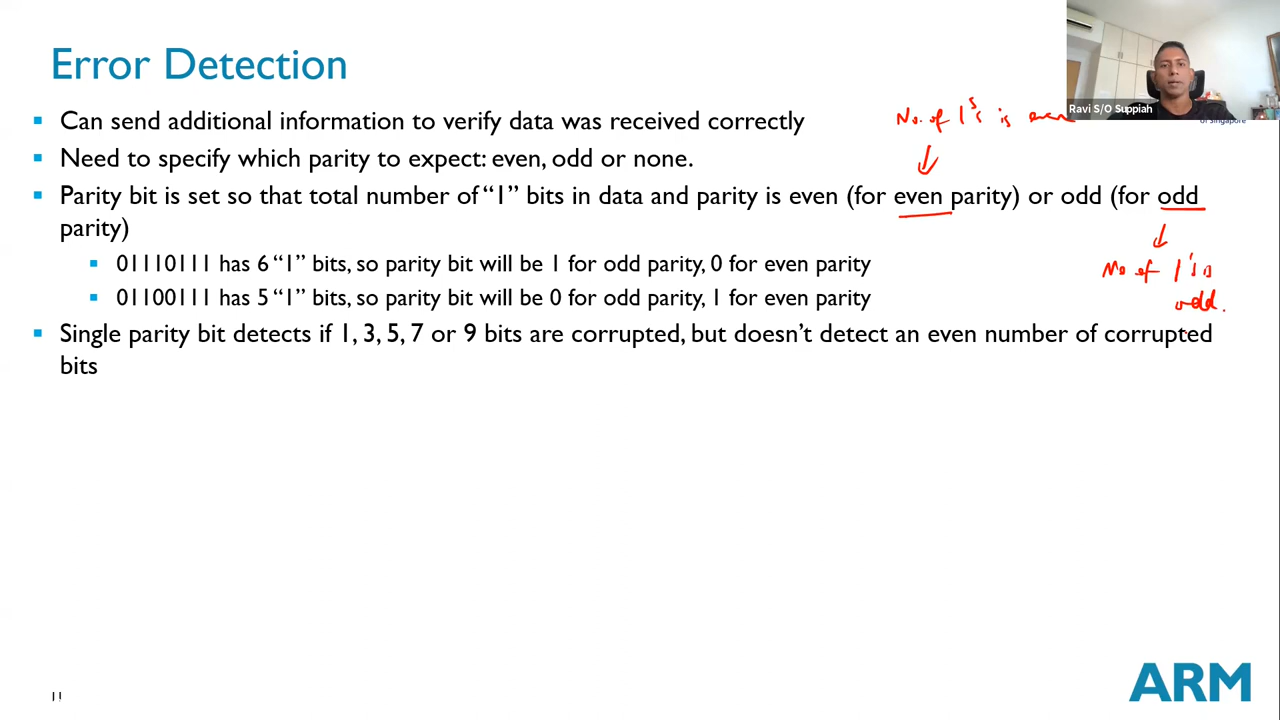 Error Detection
Ravi S/O Suppiah
of Singapore
No. of 1's is even
▪ Can send additional information to verify data was received correctly
▪ Need to specify which parity to expect: even, odd or none.
▪ Parity bit is set so that total number of “1” bits in data and parity is even (for even parity) or odd (for odd
parity)
▪ 01110111 has 6 “1” bits, so parity bit will be 1 for odd parity, 0 for even parity
No of 1's is
▪ 01100111 has 5 “1” bits, so parity bit will be 0 for odd parity, 1 for even parity
odd.
▪ Single parity bit detects if 1, 3, 5, 7 or 9 bits are corrupted, but doesn’t detect an even number of corrupted
bits
11
ARM